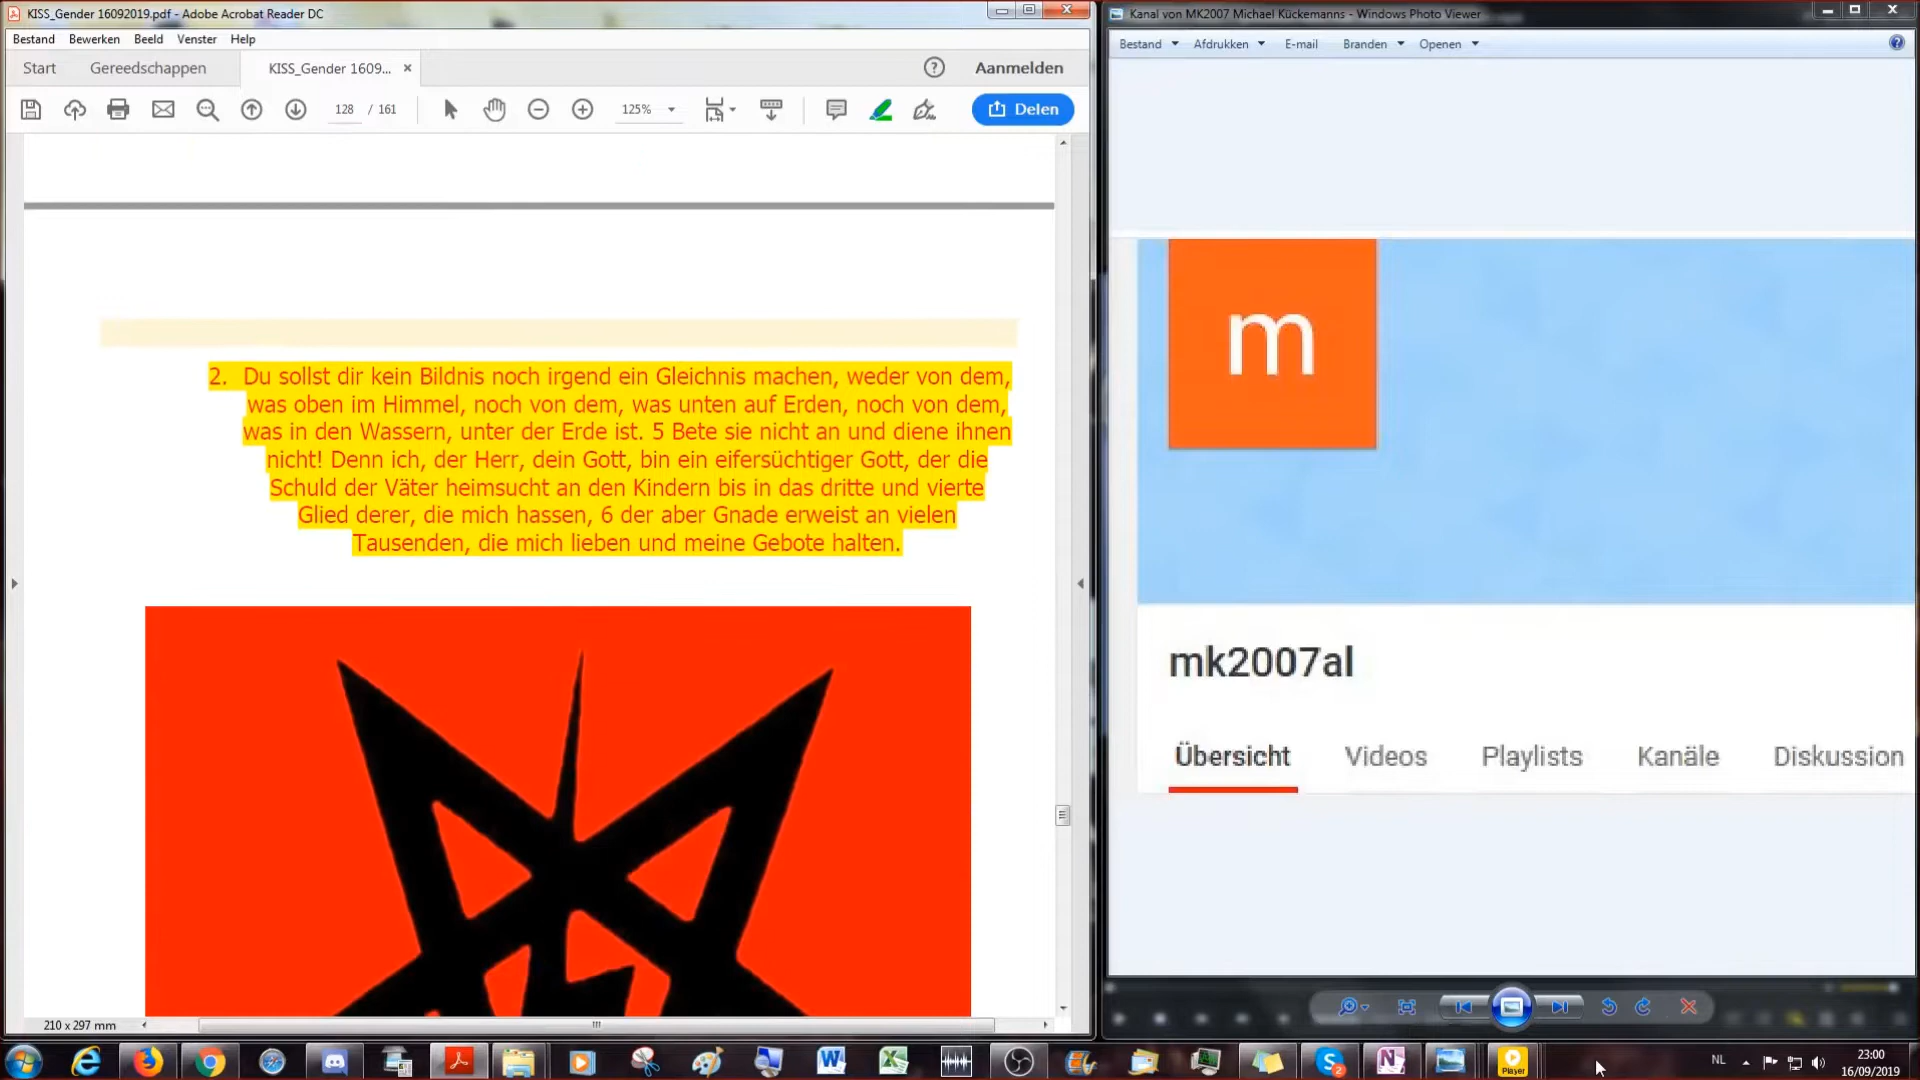 KISS_Gender 16092019.pdf - Adobe Acrobat Reader DC
Bestand Bewerken Beeld Venster Help
Start Gereedschappen KISS_Gender 1609... × Aanmelden
128 / 161 125% Delen
2. Du sollst dir kein Bildnis noch irgend ein Gleichnis machen, weder von dem,
was oben im Himmel, noch von dem, was unten auf Erden, noch von dem,
was in den Wassern, unter der Erde ist. 5 Bete sie nicht an und diene ihnen
nicht! Denn ich, der Herr, dein Gott, bin ein eifersüchtiger Gott, der die
Schuld der Väter heimsucht an den Kindern bis in das dritte und vierte
Glied derer, die mich hassen, 6 der aber Gnade erweist an vielen
Tausenden, die mich lieben und meine Gebote halten.
210 x 297 mm
Kanal von MK2007 Michael Kückemanns - Windows Photo Viewer
Bestand Afdrukken E-mail Branden Openen
m
mk2007al
Übersicht Videos Playlists Kanäle Diskussion
Player
NL
23:00
16/09/2019